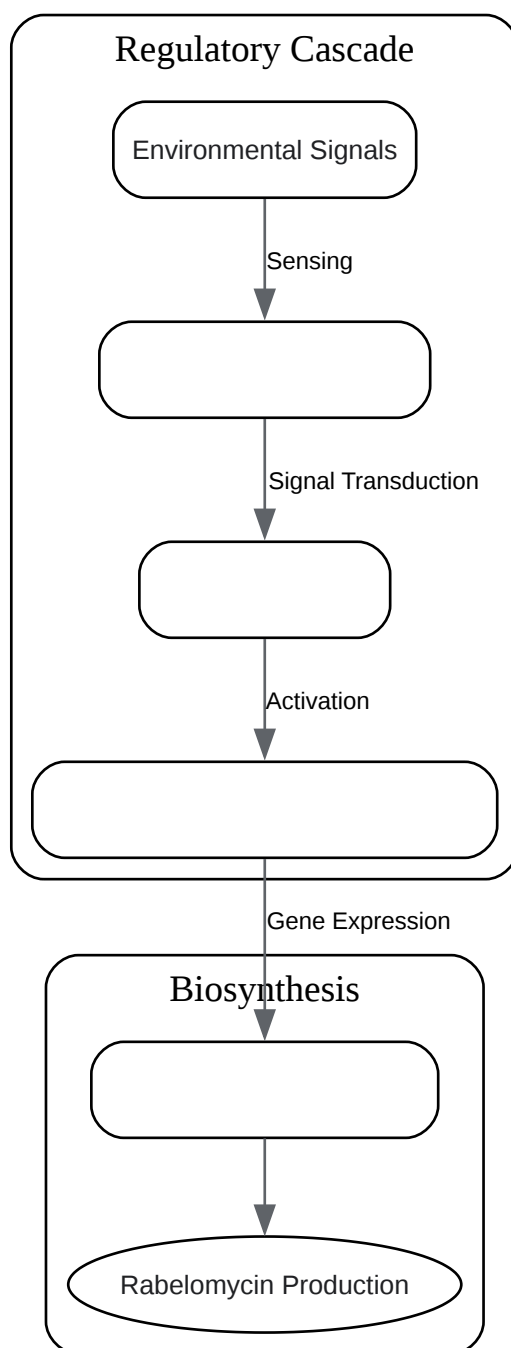 Regulatory Cascade
Environmental Signals
Sensing
Signal Transduction
Activation
Gene Expression
Biosynthesis
Rabelomycin Production